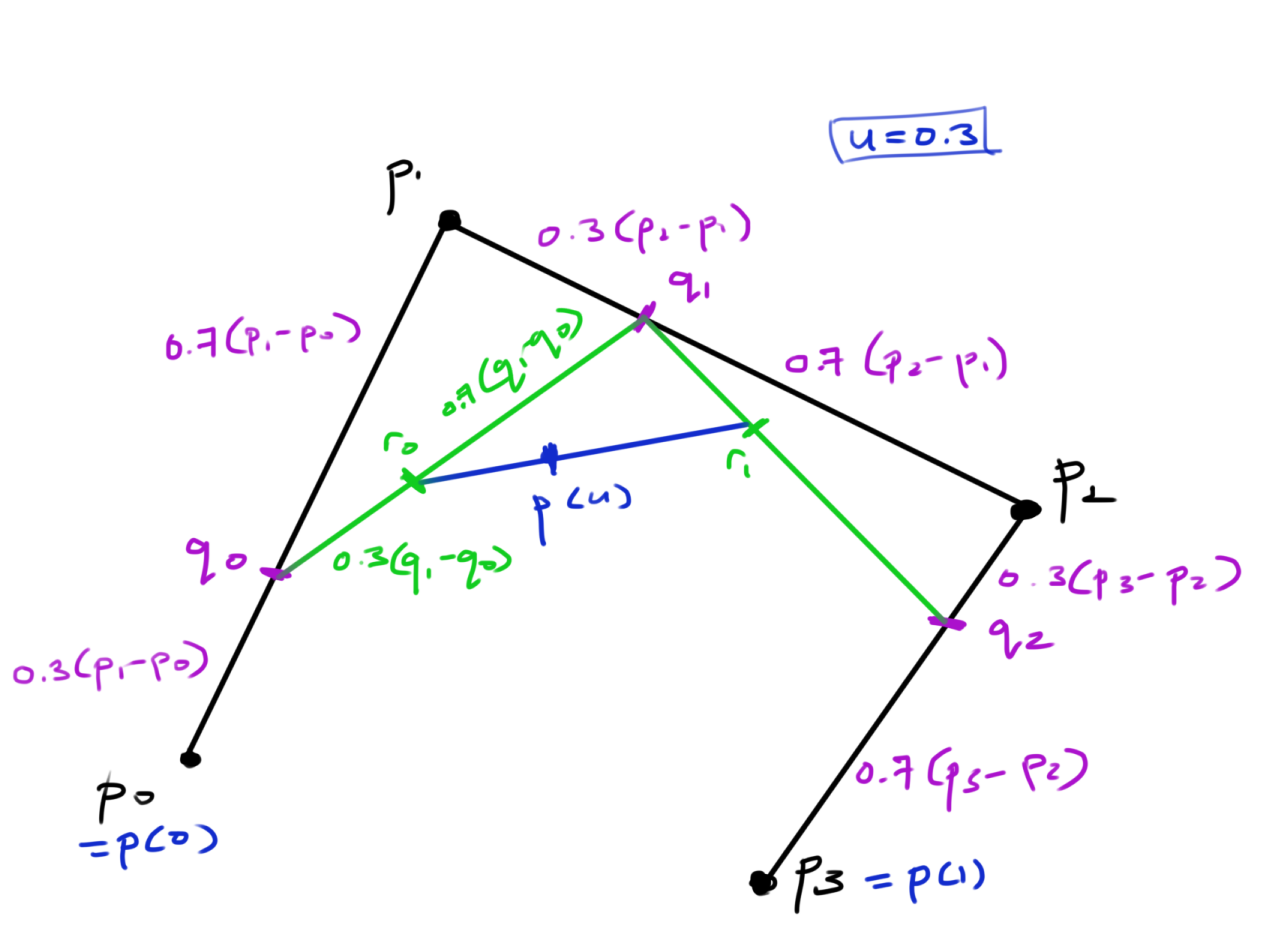 u=0.3
p1
0.3(p2-p1)
q1
0.7(p1-p0)
0.7(q1-q0)
0.7(p2-p1)
r0
r1
p2
p(u)
q0
0.3(q1-q0)
0.3(p3-p2)
q2
0.3(p1-p0)
0.7(p3-p2)
p0
=p(0)
p3 = p(1)